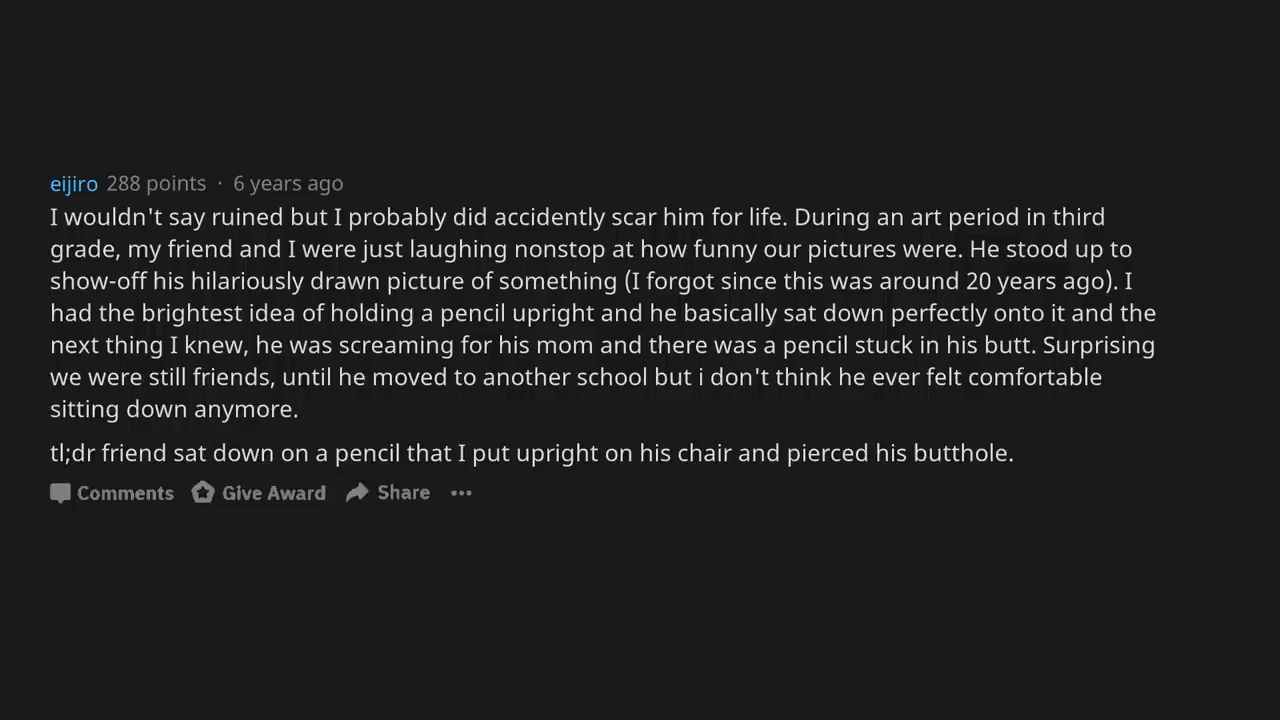 eijiro 288 points · 6 years ago
I wouldn't say ruined but I probably did accidently scar him for life. During an art period in third
grade, my friend and I were just laughing nonstop at how funny our pictures were. He stood up to
show-off his hilariously drawn picture of something (I forgot since this was around 20 years ago). I
had the brightest idea of holding a pencil upright and he basically sat down perfectly onto it and the
next thing I knew, he was screaming for his mom and there was a pencil stuck in his butt. Surprising
we were still friends, until he moved to another school but i don't think he ever felt comfortable
sitting down anymore.
tl;dr friend sat down on a pencil that I put upright on his chair and pierced his butthole.
Comments Give Award Share ···